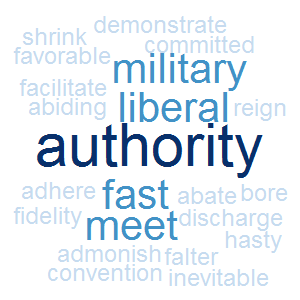 demonstrate
shrink committed
favorable military
facilitate
abiding liberal reign
authority
adhere fast abate bore
fidelity meet discharge
hasty
admonish falter
convention inevitable